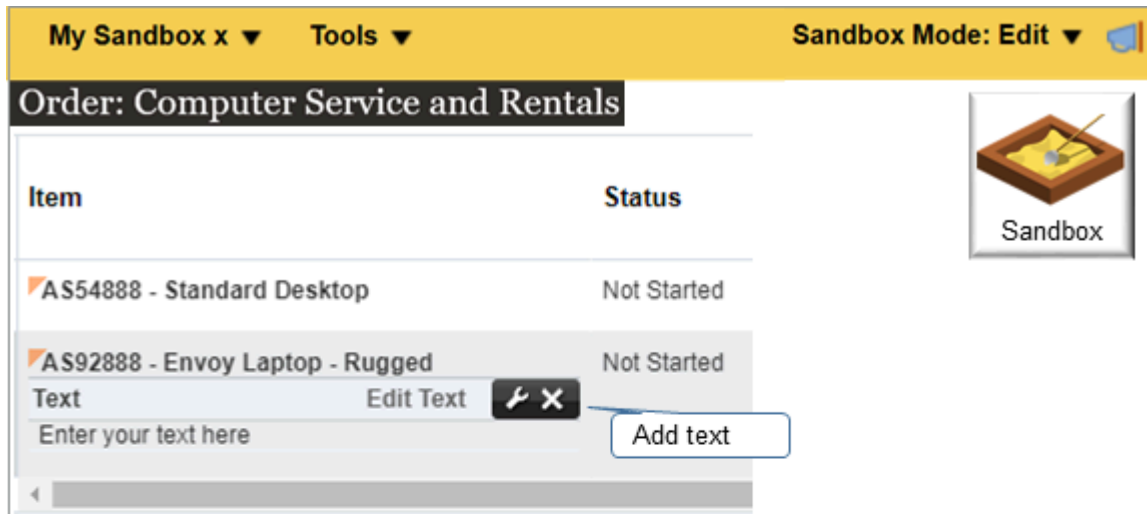 My Sandbox x ▼ Tools ▼ Sandbox Mode: Edit ▼
Order: Computer Service and Rentals
Sandbox
Item Status
AS54888 - Standard Desktop Not Started
AS92888 - Envoy Laptop - Rugged Not Started
Text Edit Text
Add text
Enter your text here